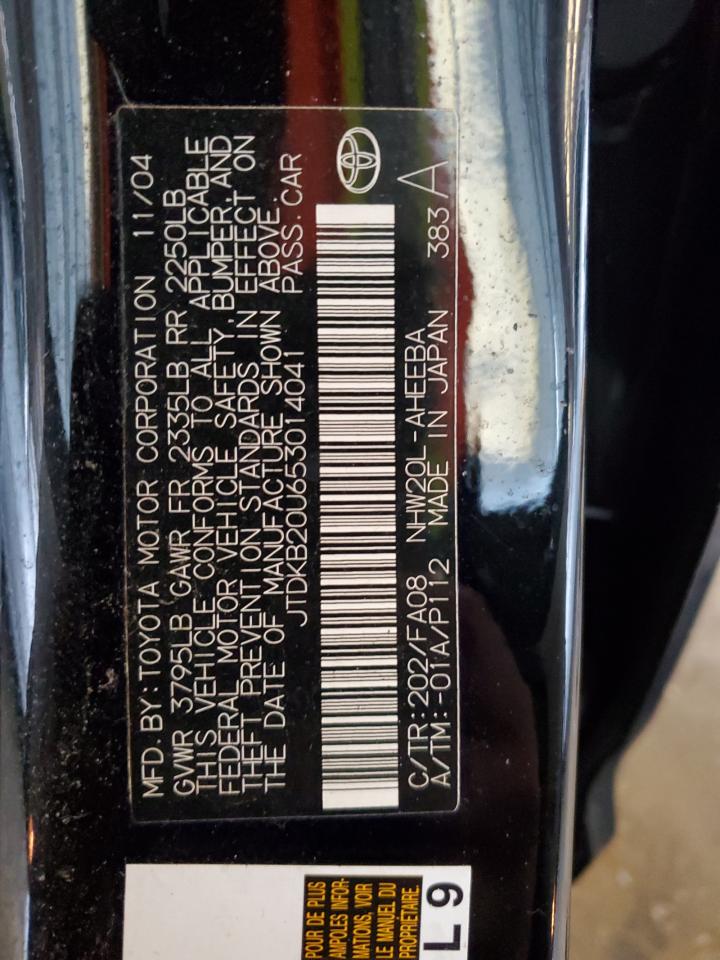 MFD. BY: TOYOTA MOTOR CORPORATION 11/04
GVWR 3795LB GAWR FR 2335LB RR 2250LB
THIS VEHICLE CONFORMS TO ALL APPLICABLE
FEDERAL MOTOR VEHICLE SAFETY, BUMPER, AND
THEFT PREVENTION STANDARDS IN EFFECT ON
THE DATE OF MANUFACTURE SHOWN ABOVE.
JTDKB20U653014041 PASS. CAR
C/TR: 202/FA08 NHW20L-AHEEBA 383 A
A/TM: -01A/P112 MADE IN JAPAN
POUR DE PLUS
AMPLES INFOR-
MATIONS, VOIR
LE MANUEL DU
PROPRIÉTAIRE.
L 9